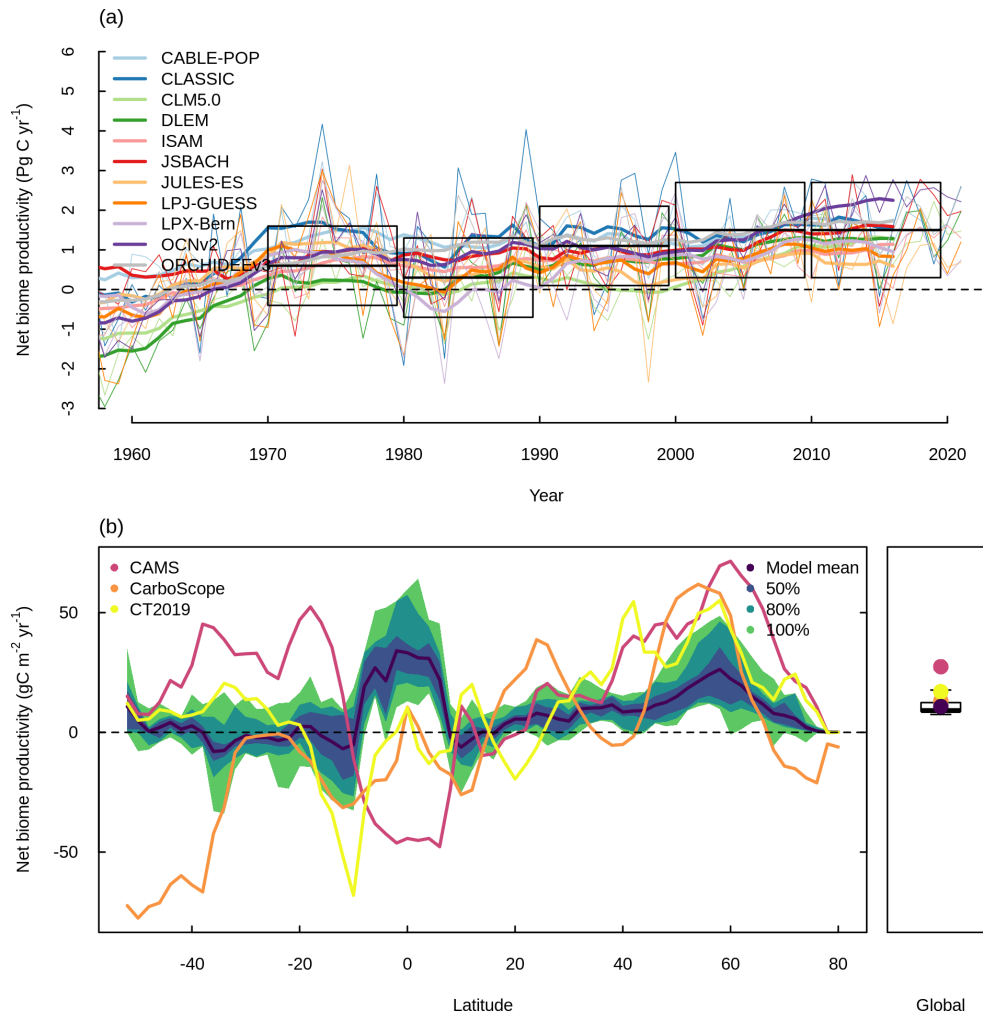 (a)
Net biome productivity (Pg C yr-1)
6
5
4
3
2
1
0
-1
-2
-3
CABLE-POP
CLASSIC
CLM5.0
DLEM
ISAM
JSBACH
JULES-ES
LPJ-GUESS
LPX-Bern
OCNv2
ORCHIDEEv3
1960 1970 1980 1990 2000 2010 2020
Year
(b)
Net biome productivity (gC m-2 yr-1)
50
0
-50
CAMS
CarboScope
CT2019
Model mean
50%
80%
100%
-40 -20 0 20 40 60 80
Latitude
Global